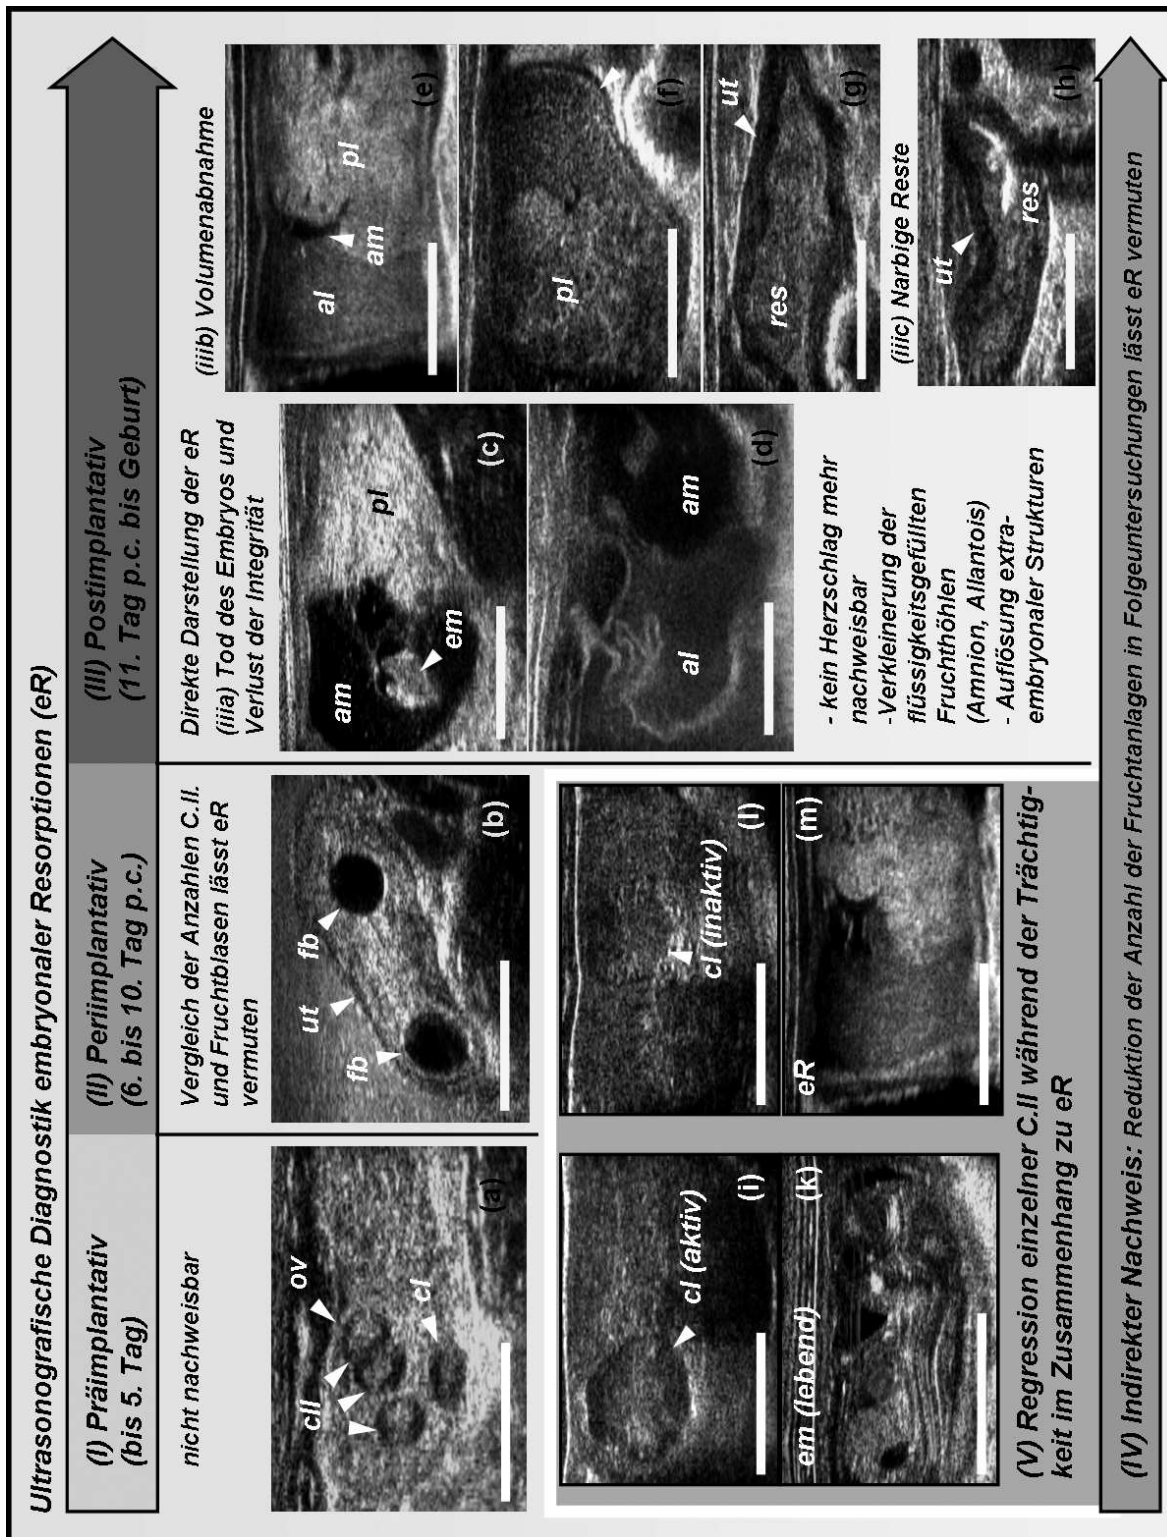 Ultrasonografische Diagnostik embryonaler Resorptionen (eR)
(I) Präimplantativ
(bis 5. Tag)
(II) Periimplantativ
(6. bis 10. Tag p.c.)
(III) Postimplantativ
(11. Tag p.c. bis Geburt)
nicht nachweisbar
cII
ov
cl
(a)
Vergleich der Anzahlen C.II.
und Fruchtblasen lässt eR
vermuten
fb
ut
fb
(b)
Direkte Darstellung der eR
(iiia) Tod des Embryos und
Verlust der Integrität
am
em
pl
(c)
al
am
(d)
- kein Herzschlag mehr
nachweisbar
- Verkleinerung der
flüssigkeitsgefüllten
Fruchthöhlen
(Amnion, Allantois)
- Auflösung extra-
embryonaler Strukturen
(iiib) Volumenabnahme
al
am
pl
(e)
pl
(f)
res
ut
(g)
(iiic) Narbige Reste
ut
res
(h)
cl (aktiv)
(i)
em (lebend)
(k)
cl (inaktiv)
(l)
eR
(m)
(V) Regression einzelner C.II während der Trächtig-
keit im Zusammenhang zu eR
(IV) Indirekter Nachweis: Reduktion der Anzahl der Fruchtanlagen in Folgeuntersuchungen lässt eR vermuten